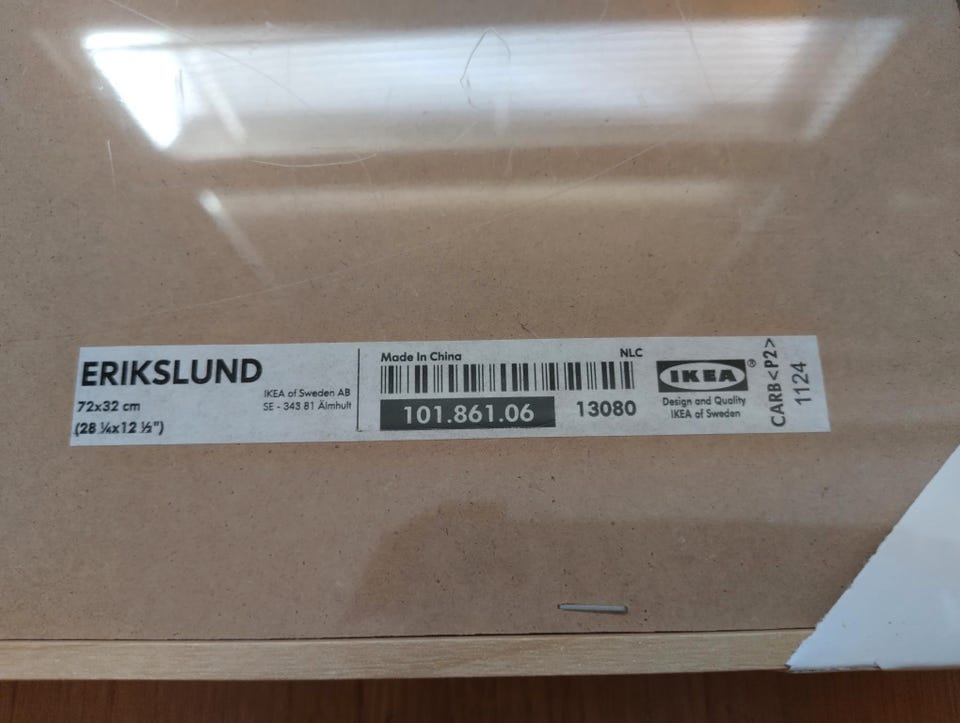 ERIKSLUND
72x32 cm
(28 ¼x12 ½")
IKEA of Sweden AB
SE - 343 81 Älmhult
Made In China
NLC
101.861.06
13080
IKEA®
Design and Quality
IKEA of Sweden
CARB<P2>
1124